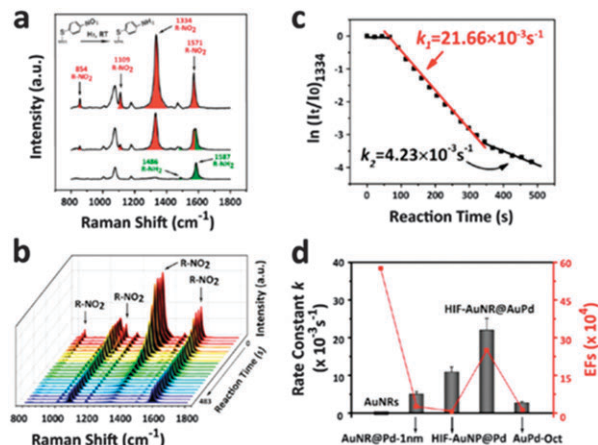 a
NO₂
NH₂
H₂, RT
1334
R-NO₂
1571
R-NO₂
854
R-NO₂
1109
R-NO₂
1486
R-NH₂
1587
R-NH₂
Intensity (a.u.)
800 1000 1200 1400 1600 1800
Raman Shift (cm⁻¹)
b
R-NO₂
R-NO₂
R-NO₂
R-NO₂
Intensity (a.u.)
0
Reaction Time (s)
483
800 1000 1200 1400 1600 1800
Raman Shift (cm⁻¹)
c
k₁=21.66×10⁻³s⁻¹
k₂=4.23×10⁻³s⁻¹
ln (It/I0)1334
0
-1
-2
-3
-4
0 100 200 300 400 500
Reaction Time (s)
d
Rate Constant k
(x 10⁻³ s⁻¹)
40
30
20
10
0
HIF-AuNR@AuPd
AuNRs
AuNR@Pd-1nm
HIF-AuNP@Pd
AuPd-Oct
60
45
30
15
0
EFs (x 10⁴)